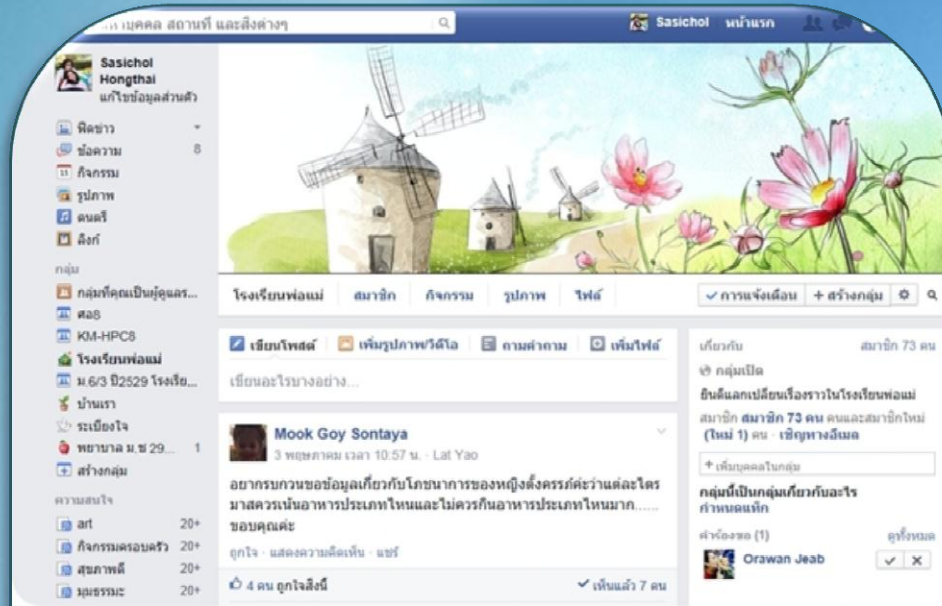 บุคคล สถานที่ และสิ่งต่างๆ
Sasichol หน้าแรก
Sasichol
Hongthai
แก้ไขข้อมูลส่วนตัว
ฟีดข่าว
ข้อความ 8
กิจกรรม
รูปภาพ
ดนตรี
ลิงก์
กลุ่ม
กลุ่มที่คุณเป็นผู้ดูแลร...
ศอ8
KM-HPC8
โรงเรียนพ่อแม่
ม.6/3 ปี2529 โรงเรีย...
บ้านเรา
ระเบียงใจ
พยาบาล ม.ช 29... 1
สร้างกลุ่ม
ความสนใจ
art 20+
กิจกรรมครอบครัว 20+
สุขภาพดี 20+
มุมธรรมะ 20+
โรงเรียนพ่อแม่ สมาชิก กิจกรรม รูปภาพ ไฟล์ การแจ้งเตือน + สร้างกลุ่ม
เขียนโพสต์ เพิ่มรูปภาพ/วิดีโอ ถามคำถาม เพิ่มไฟล์
เขียนอะไรบางอย่าง...
Mook Goy Sontaya
3 พฤษภาคม เวลา 10:57 น. · Lat Yao
อยากรบกวนขอข้อมูลเกี่ยวกับโภชนาการของหญิงตั้งครรภ์ค่ะว่าแต่ละไตร
มาสควรเน้นอาหารประเภทไหนและไม่ควรกินอาหารประเภทไหนมาก......
ขอบคุณค่ะ
ถูกใจ · แสดงความคิดเห็น · แชร์
4 คน ถูกใจสิ่งนี้ เห็นแล้ว 7 คน
เกี่ยวกับ สมาชิก 73 คน
กลุ่มเปิด
ยินดีแลกเปลี่ยนเรื่องราวในโรงเรียนพ่อแม่
สมาชิก สมาชิก 73 คน คนและสมาชิกใหม่
(ใหม่ 1) คน · เชิญทางอีเมล
+ เพิ่มบุคคลในกลุ่ม
กลุ่มนี้เป็นกลุ่มเกี่ยวกับอะไร
กำหนดแท็ก
คำร้องขอ (1) ดูทั้งหมด
Orawan Jeab